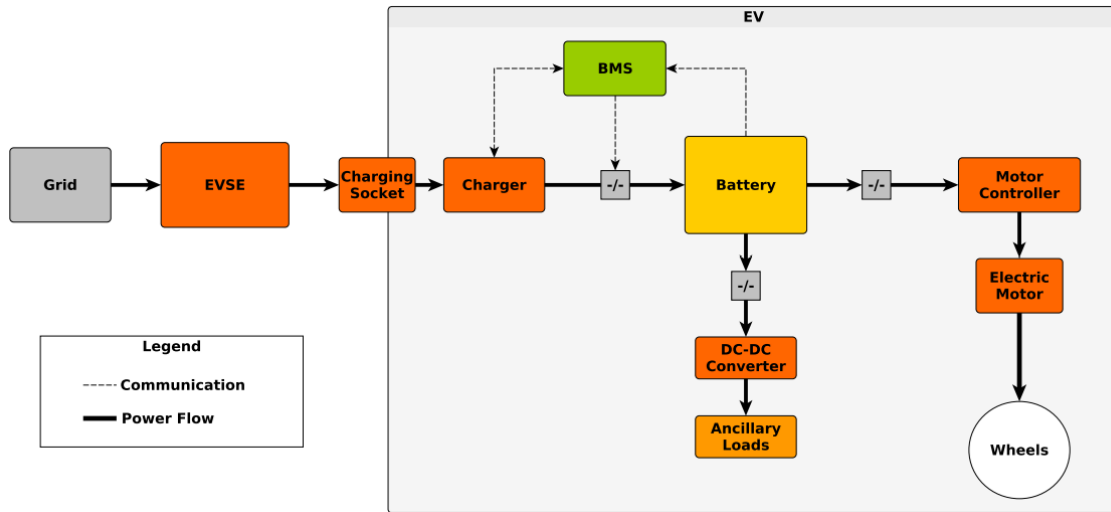 EV
BMS
Grid
EVSE
Charging
Socket
Charger
-/-
Battery
-/-
Motor
Controller
-/-
Electric
Motor
DC-DC
Converter
Ancillary
Loads
Wheels
Legend
Communication
Power Flow